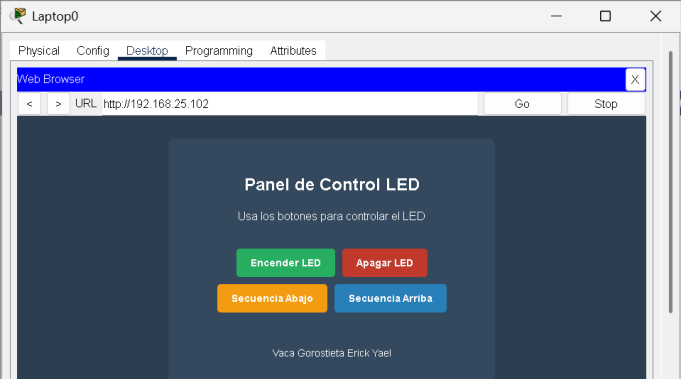 Laptop0
Physical Config Desktop Programming Attributes
Web Browser X
< > URL http://192.168.25.102 Go Stop
Panel de Control LED
Usa los botones para controlar el LED
Encender LED Apagar LED
Secuencia Abajo Secuencia Arriba
Vaca Gorostieta Erick Yael